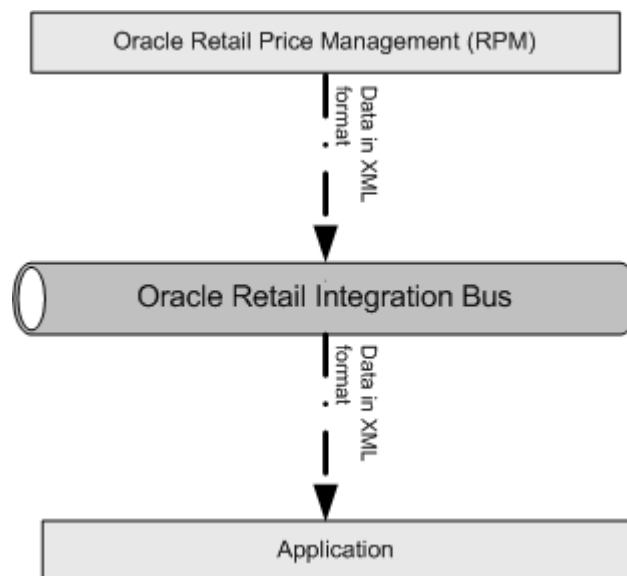 Oracle Retail Price Management (RPM)
Data in XML
format
Oracle Retail Integration Bus
Data in XML
format
Application